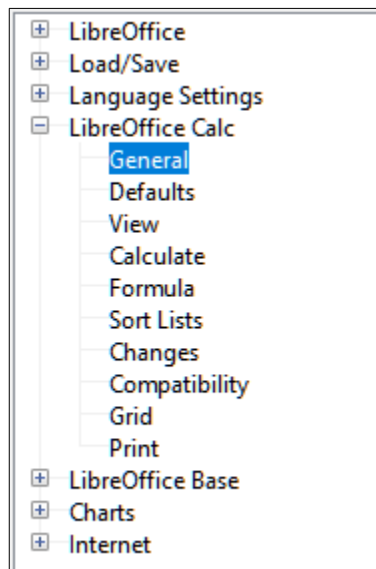 LibreOffice
Load/Save
Language Settings
LibreOffice Calc
General
Defaults
View
Calculate
Formula
Sort Lists
Changes
Compatibility
Grid
Print
LibreOffice Base
Charts
Internet